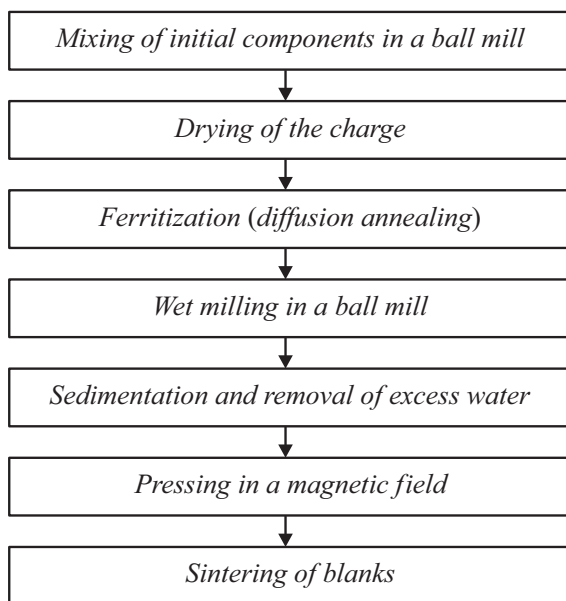 Mixing of initial components in a ball mill
Drying of the charge
Ferritization (diffusion annealing)
Wet milling in a ball mill
Sedimentation and removal of excess water
Pressing in a magnetic field
Sintering of blanks